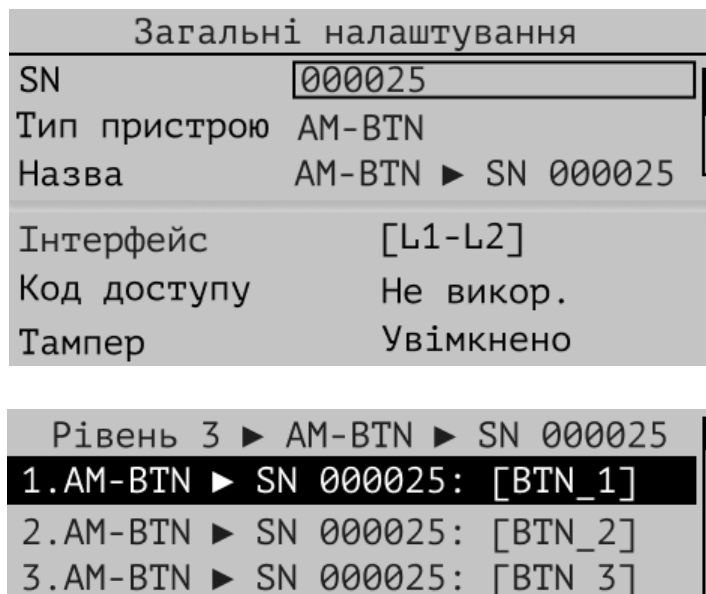 Загальні налаштування
SN 000025
Тип пристрою AM-BTN
Назва AM-BTN ► SN 000025
Інтерфейс [L1-L2]
Код доступу Не викор.
Тампер Увімкнено
Рівень 3 ► AM-BTN ► SN 000025
1.AM-BTN ► SN 000025: [BTN_1]
2.AM-BTN ► SN 000025: [BTN_2]
3.AM-BTN ► SN 000025: [BTN 3]